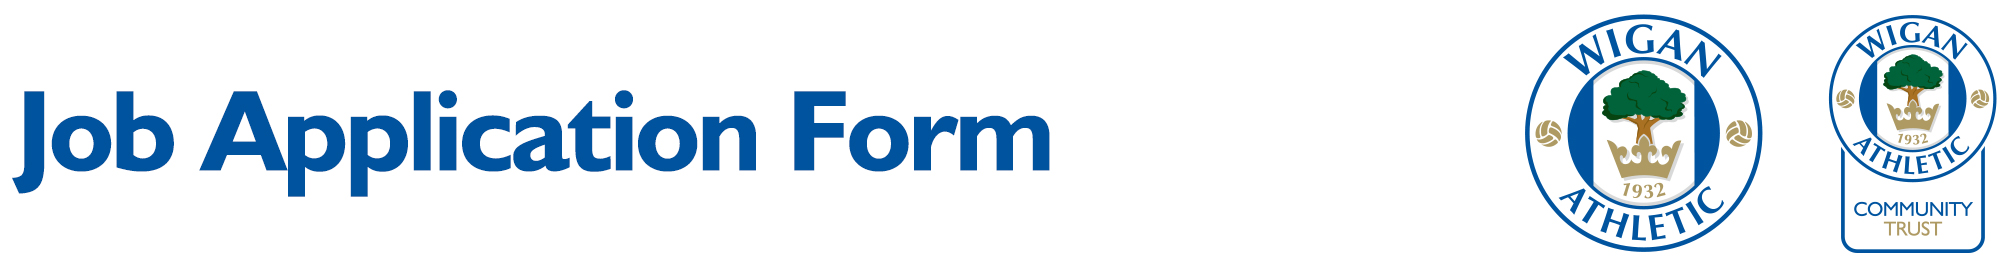 Job Application Form
WIGAN
1932
ATHLETIC
WIGAN
1932
ATHLETIC
COMMUNITY
TRUST